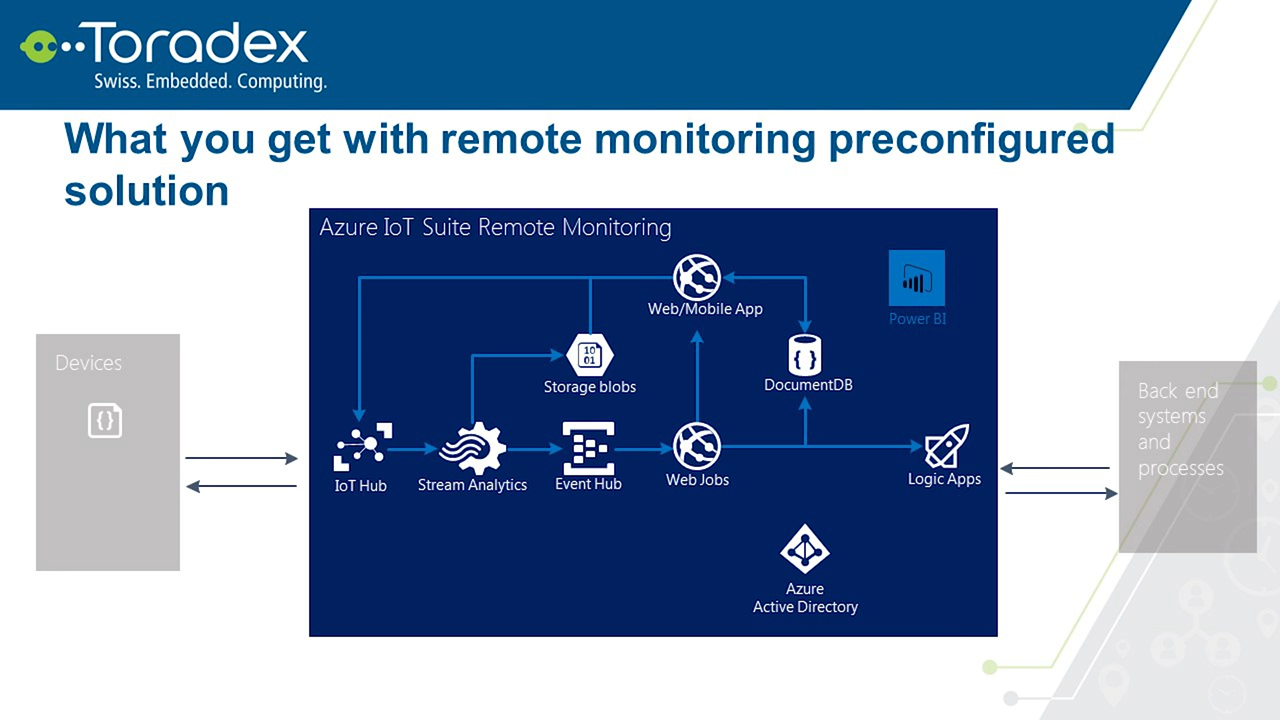 Toradex
Swiss. Embedded. Computing.
What you get with remote monitoring preconfigured
solution
Azure IoT Suite Remote Monitoring
Web/Mobile App
Power BI
Devices
{}
10
01
Storage blobs
{}
DocumentDB
Back end
systems
and
processes
IoT Hub
Stream Analytics
Event Hub
Web Jobs
Logic Apps
Azure
Active Directory